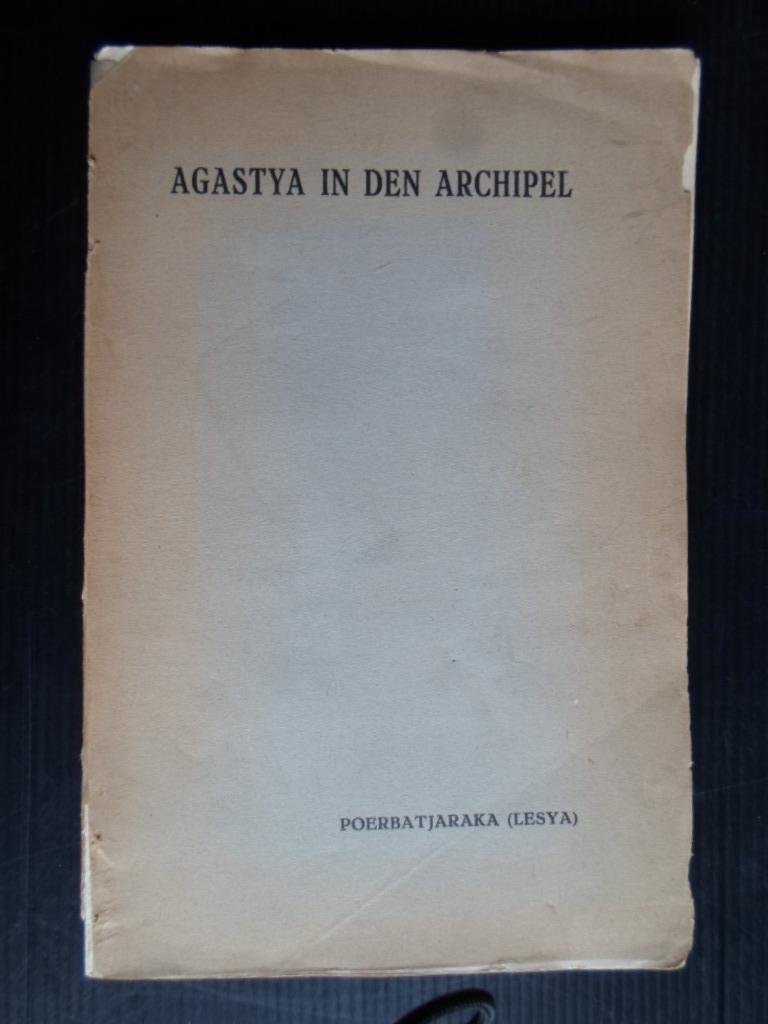 AGASTYA IN DEN ARCHIPEL
POERBATJARAKA (LESYA)